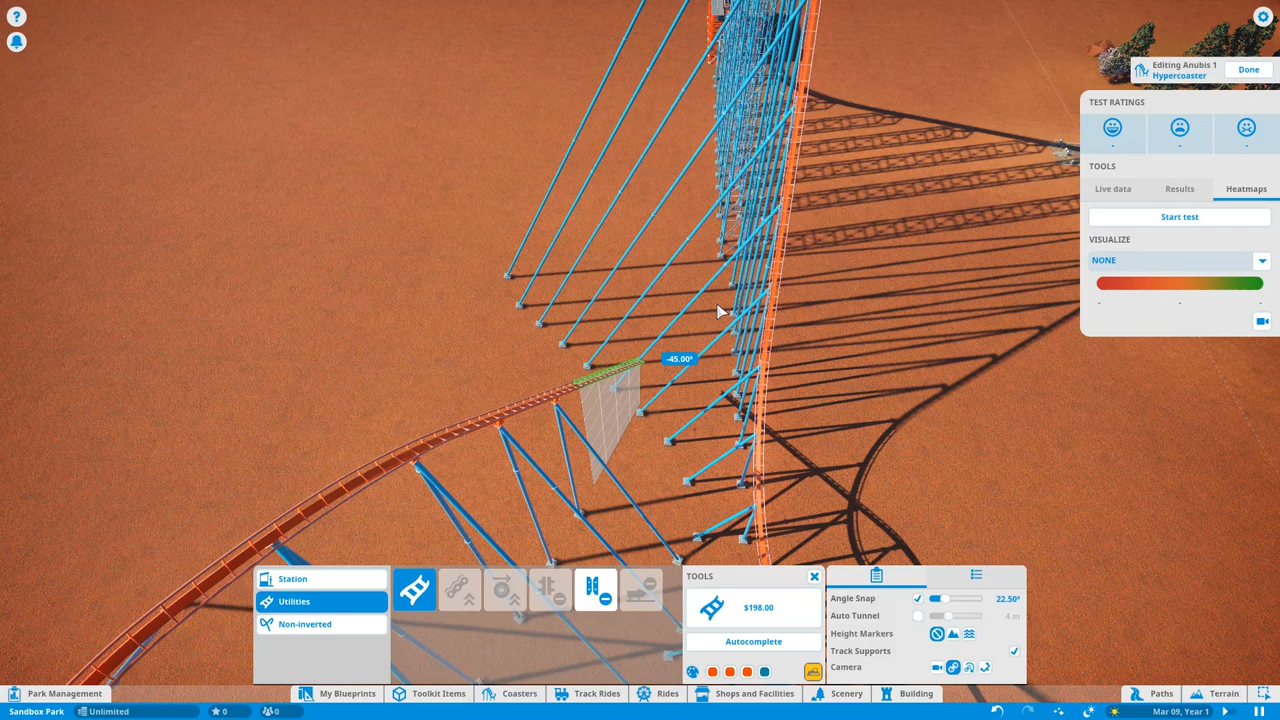 ?
Editing Anubis 1
Hypercoaster
Done
TEST RATINGS
- - -
TOOLS
Live data Results Heatmaps
Start test
VISUALIZE
NONE
- - -
-45.00°
Station
Utilities
Non-inverted
TOOLS
$198.00
Autocomplete
Angle Snap 22.50°
Auto Tunnel 4 m
Height Markers
Track Supports
Camera
Park Management
My Blueprints
Toolkit Items
Coasters
Track Rides
Rides
Shops and Facilities
Scenery
Building
Paths
Terrain
Sandbox Park
Unlimited
0
0
Mar 09, Year 1